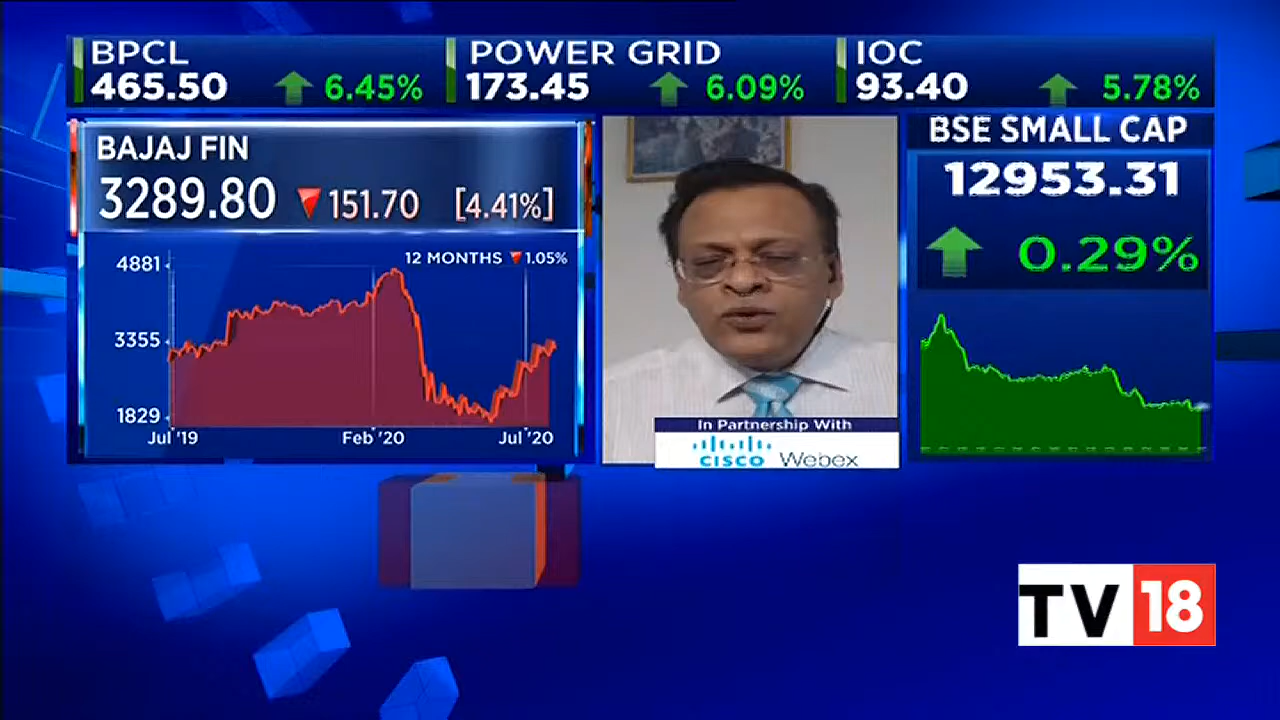 BPCL
465.50 6.45%
POWER GRID
173.45 6.09%
IOC
93.40 5.78%
BAJAJ FIN
3289.80 151.70 [4.41%]
12 MONTHS 1.05%
4881
3355
1829
Jul '19 Feb '20 Jul '20
In Partnership With
CISCO Webex
BSE SMALL CAP
12953.31
0.29%
TV 18